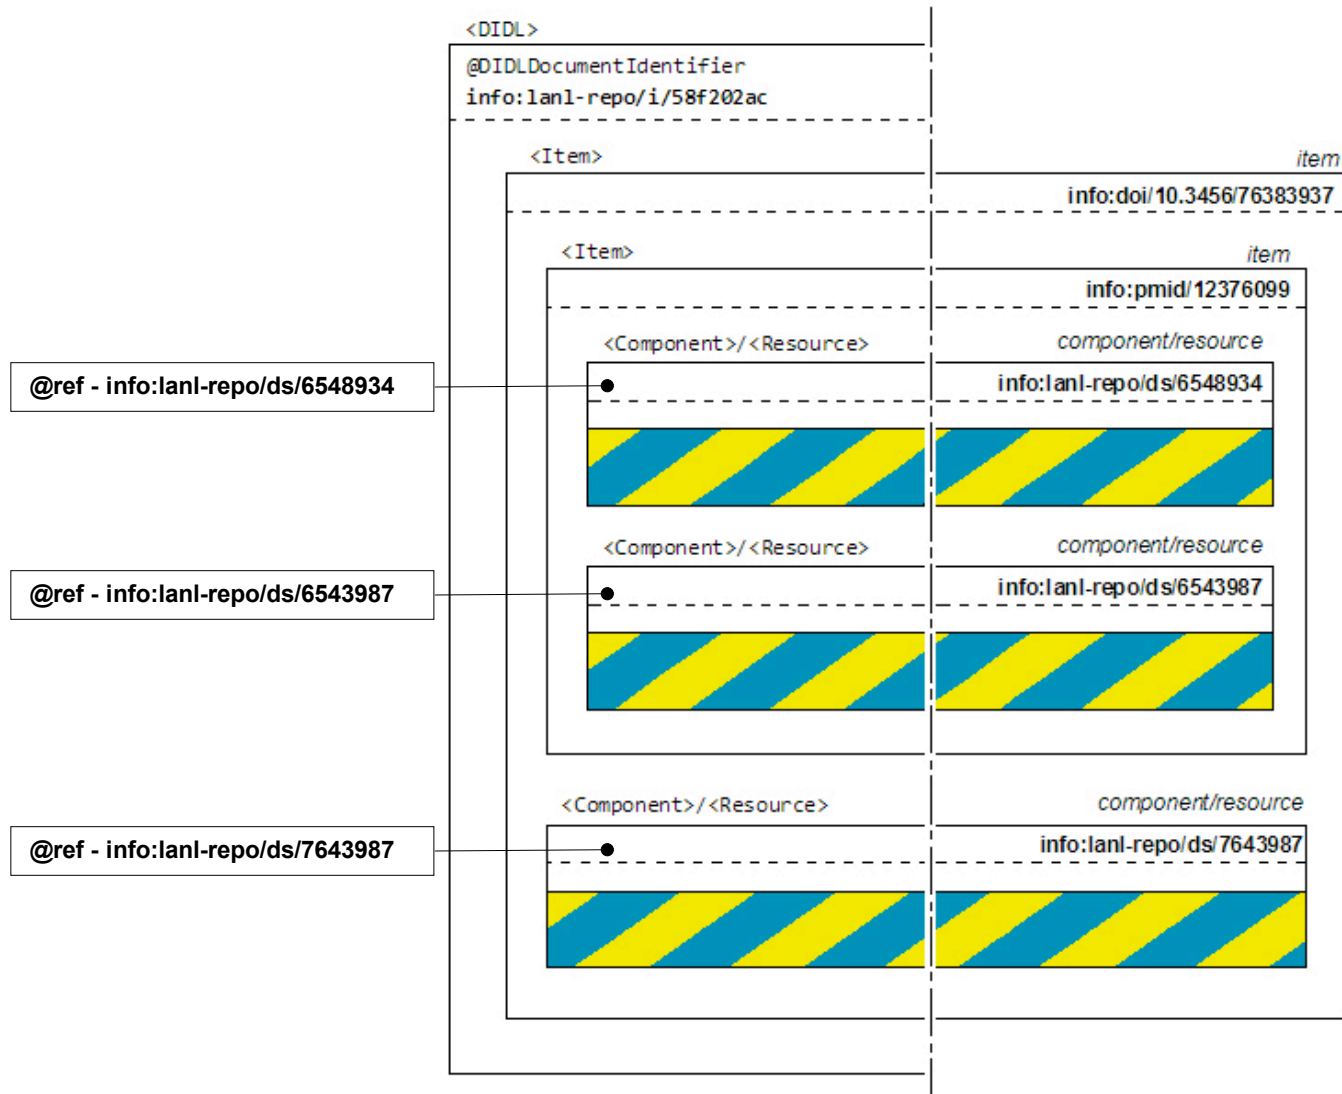 <DIDL>
@DIDLDocumentIdentifier
info:lanl-repo/i/58f202ac
<Item>
item
info:doi/10.3456/76383937
<Item>
item
info:pmid/12376099
<Component>/<Resource>
component/resource
@ref - info:lanl-repo/ds/6548934
info:lanl-repo/ds/6548934
<Component>/<Resource>
component/resource
@ref - info:lanl-repo/ds/6543987
info:lanl-repo/ds/6543987
<Component>/<Resource>
component/resource
@ref - info:lanl-repo/ds/7643987
info:lanl-repo/ds/7643987